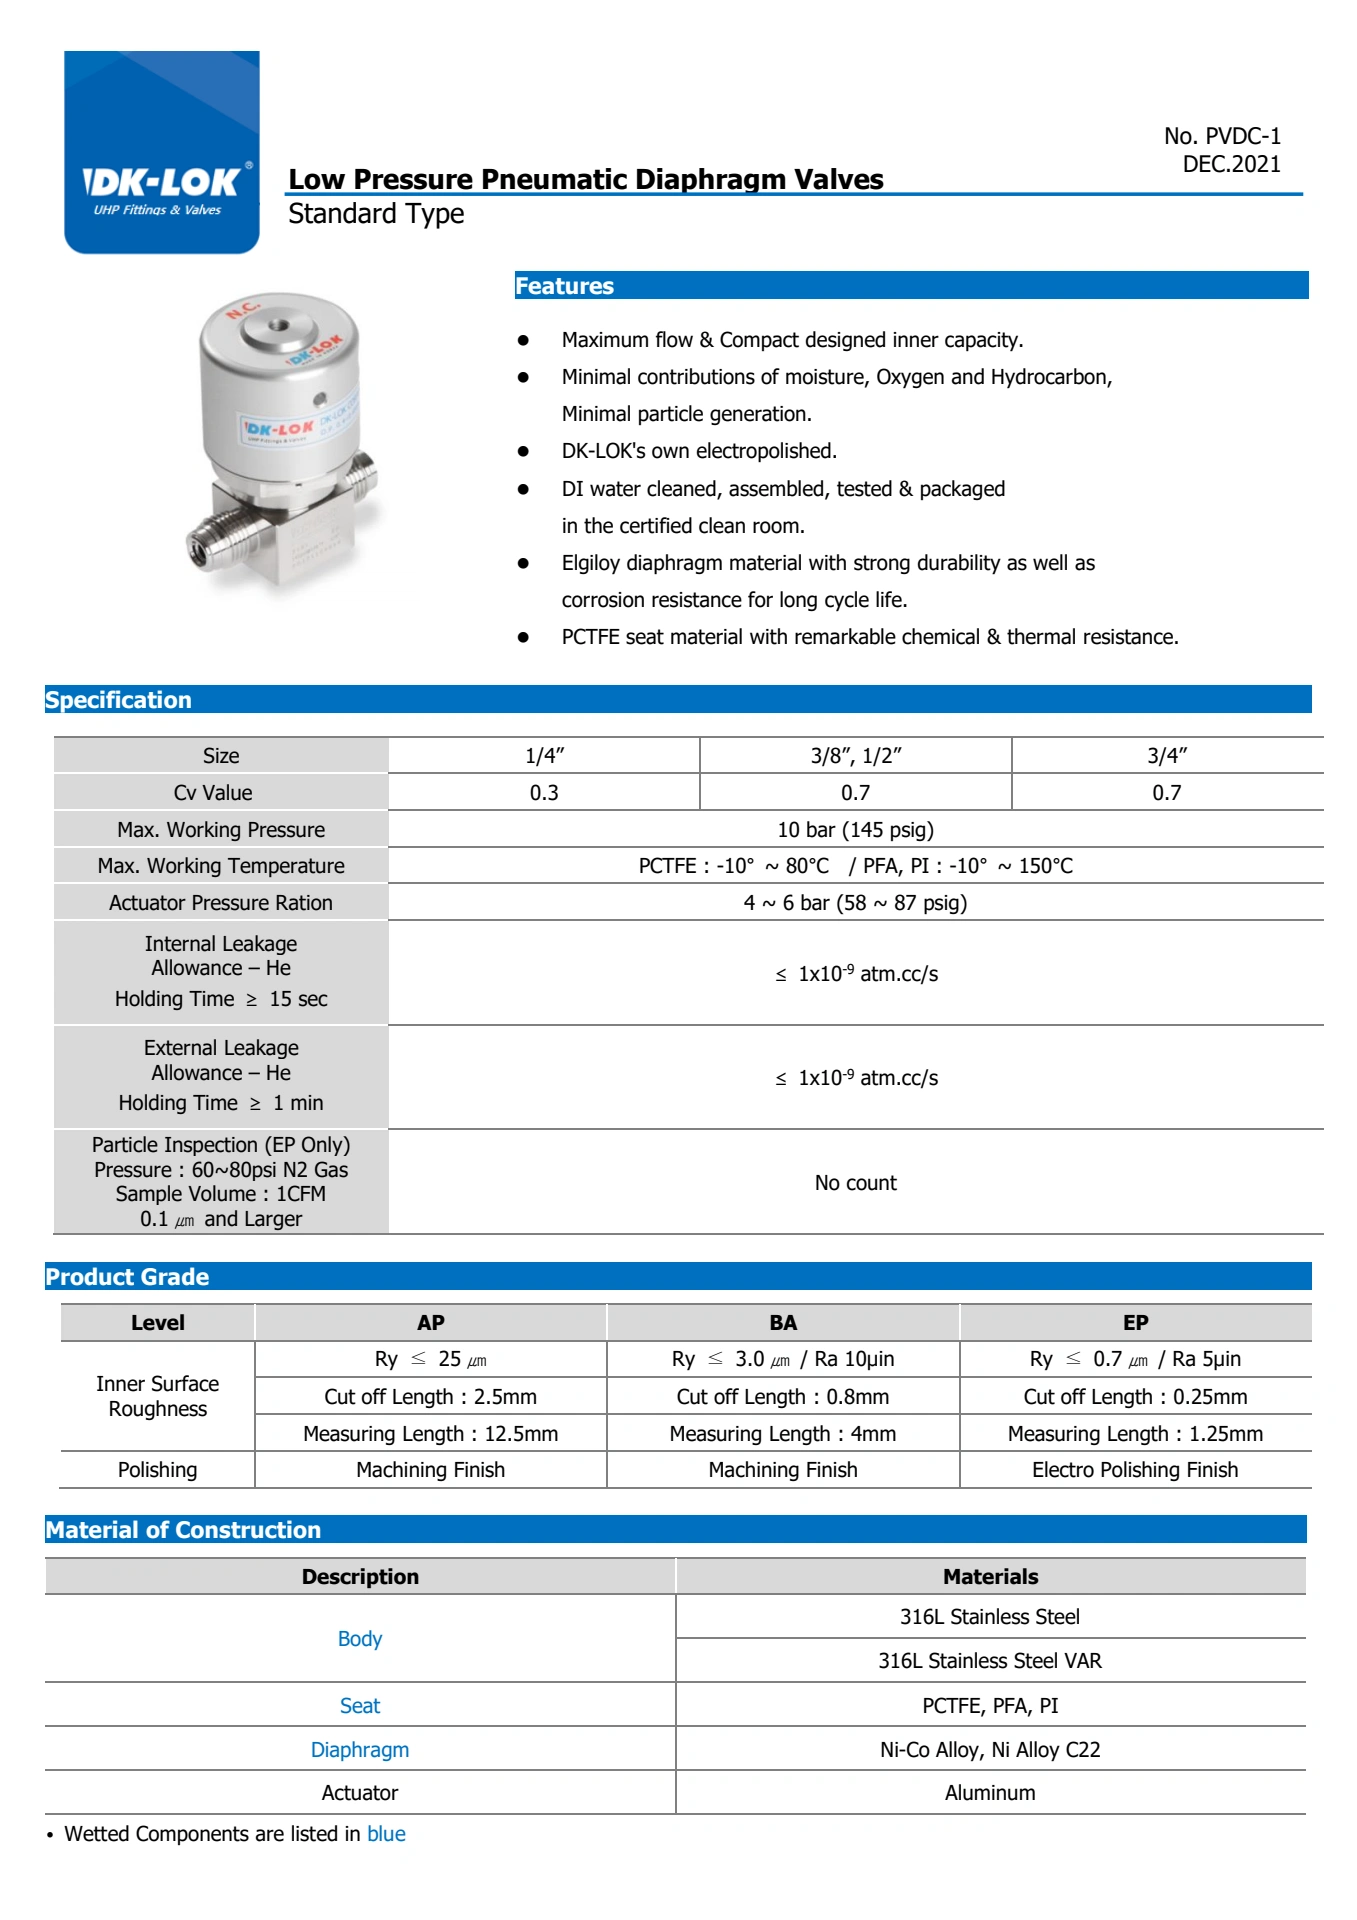 DK-LOK®
UHP Fittings & Valves
No. PVDC-1
DEC.2021
Low Pressure Pneumatic Diaphragm Valves
Standard Type
N.C.
DK-LOK
DK-LOK
UHP Fittings & Valves
Features
● Maximum flow & Compact designed inner capacity.
● Minimal contributions of moisture, Oxygen and Hydrocarbon,
Minimal particle generation.
● DK-LOK's own electropolished.
● DI water cleaned, assembled, tested & packaged
in the certified clean room.
● Elgiloy diaphragm material with strong durability as well as
corrosion resistance for long cycle life.
● PCTFE seat material with remarkable chemical & thermal resistance.
Specification
Size 1/4″ 3/8″, 1/2″ 3/4″
Cv Value 0.3 0.7 0.7
Max. Working Pressure 10 bar (145 psig)
Max. Working Temperature PCTFE : -10° ~ 80°C / PFA, PI : -10° ~ 150°C
Actuator Pressure Ration 4 ~ 6 bar (58 ~ 87 psig)
Internal Leakage
Allowance – He
Holding Time ≥ 15 sec
≤ 1x10⁻⁹ atm.cc/s
External Leakage
Allowance – He
Holding Time ≥ 1 min
≤ 1x10⁻⁹ atm.cc/s
Particle Inspection (EP Only)
Pressure : 60~80psi N2 Gas
Sample Volume : 1CFM
0.1 ㎛ and Larger
No count
Product Grade
Level AP BA EP
Inner Surface
Roughness
Ry ≤ 25 ㎛ Ry ≤ 3.0 ㎛ / Ra 10µin Ry ≤ 0.7 ㎛ / Ra 5µin
Cut off Length : 2.5mm Cut off Length : 0.8mm Cut off Length : 0.25mm
Measuring Length : 12.5mm Measuring Length : 4mm Measuring Length : 1.25mm
Polishing Machining Finish Machining Finish Electro Polishing Finish
Material of Construction
Description Materials
Body
316L Stainless Steel
316L Stainless Steel VAR
Seat PCTFE, PFA, PI
Diaphragm Ni-Co Alloy, Ni Alloy C22
Actuator Aluminum
• Wetted Components are listed in blue